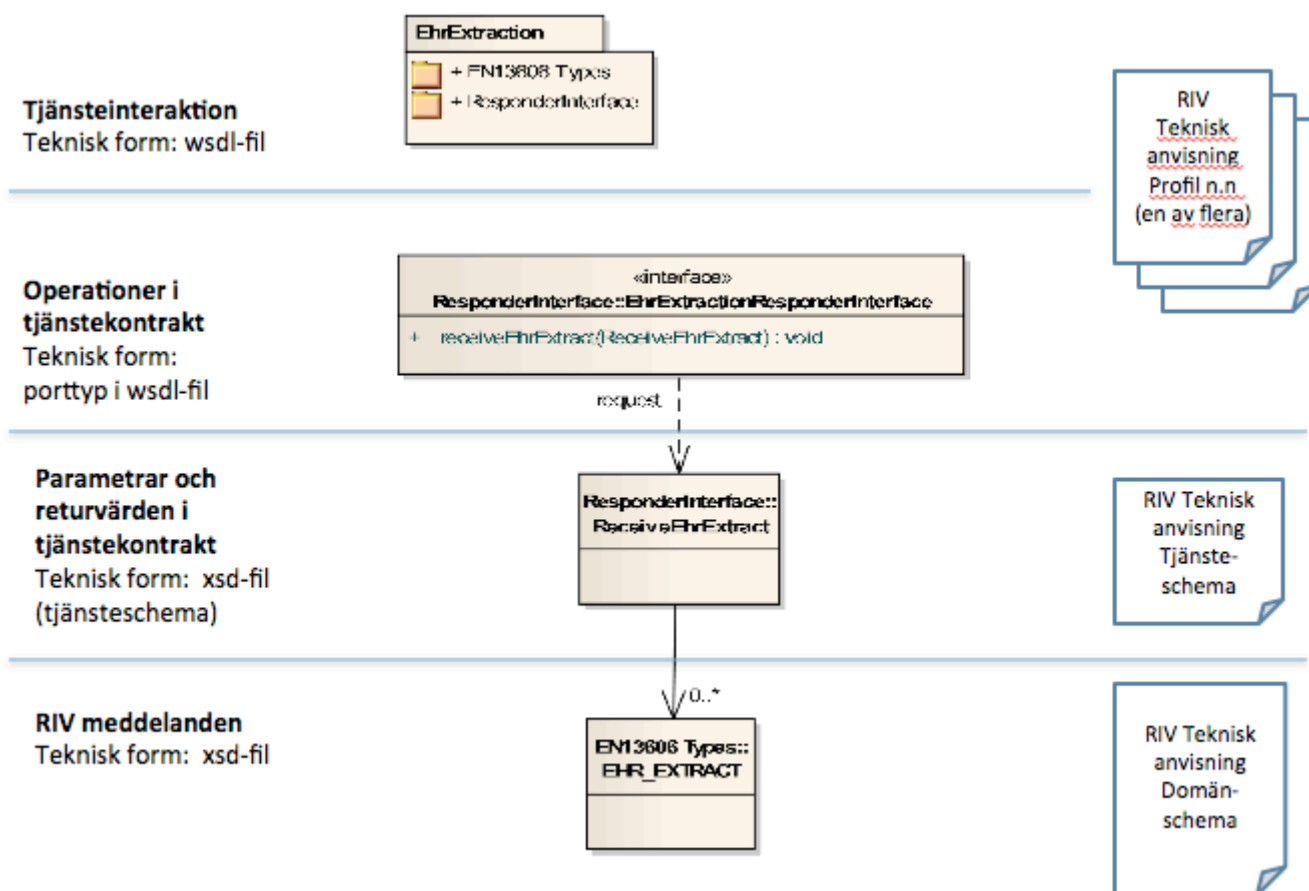 EhrExtraction
+ EN13606 Types
+ ResponderInterface
Tjänsteinteraktion
Teknisk form: wsdl-fil
RIV
Teknisk
anvisning
Profil n.n
(en av flera)
Operationer i
tjänstekontrakt
Teknisk form:
porttyp i wsdl-fil
«interface»
ResponderInterface::EhrExtractionResponderInterface
+ receiveEhrExtract(ReceiveEhrExtract) : void
request
Parametrar och
returvärden i
tjänstekontrakt
Teknisk form: xsd-fil
(tjänsteschema)
ResponderInterface::
ReceiveEhrExtract
RIV Teknisk
anvisning
Tjänste-
schema
0..*
RIV meddelanden
Teknisk form: xsd-fil
EN13606 Types::
EHR_EXTRACT
RIV Teknisk
anvisning
Domän-
schema